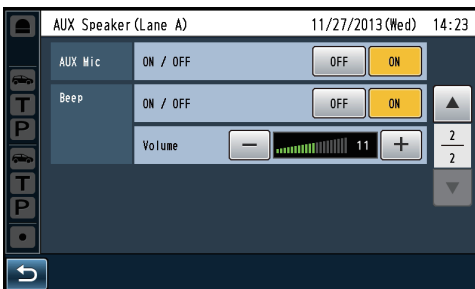 AUX Speaker(Lane A) 11/27/2013(Wed) 14:23
AUX Mic ON / OFF OFF ON
Beep ON / OFF OFF ON
Volume − 11 +
2
2
T
P
T
P